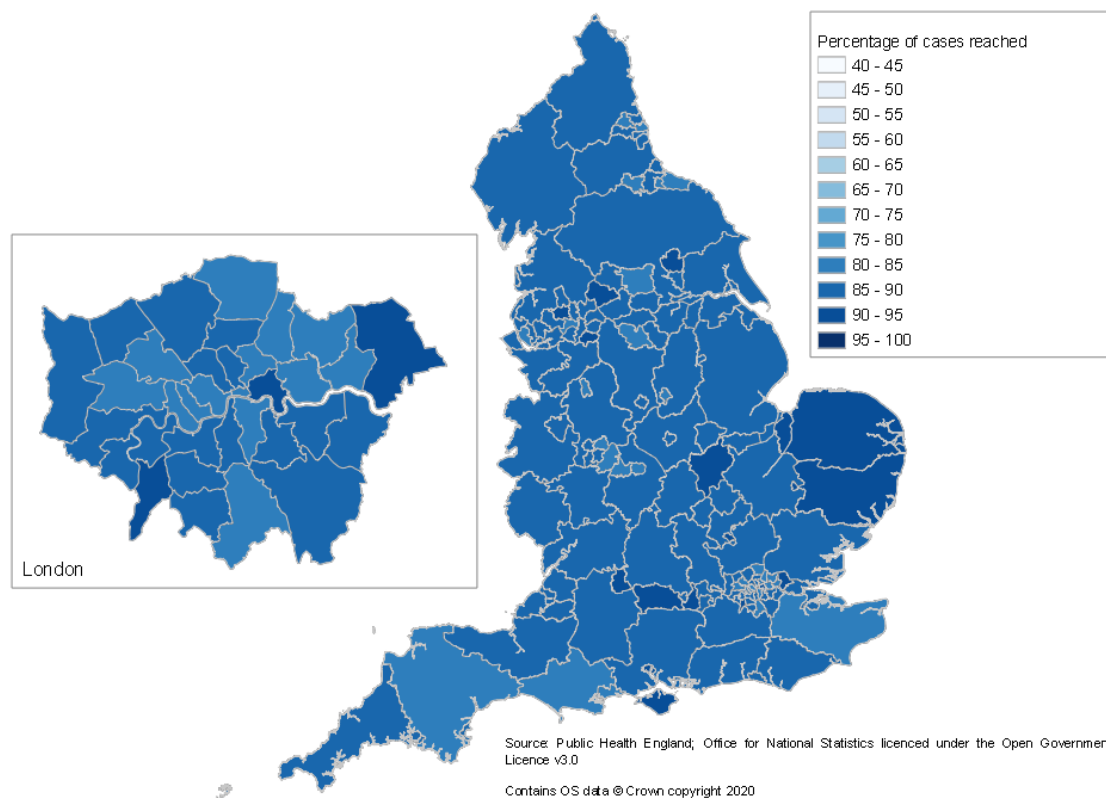 Percentage of cases reached
40 - 45
45 - 50
50 - 55
55 - 60
60 - 65
65 - 70
70 - 75
75 - 80
80 - 85
85 - 90
90 - 95
95 - 100
London
Source: Public Health England; Office for National Statistics licenced under the Open Governmen
Licence v3.0
Contains OS data © Crown copyright 2020